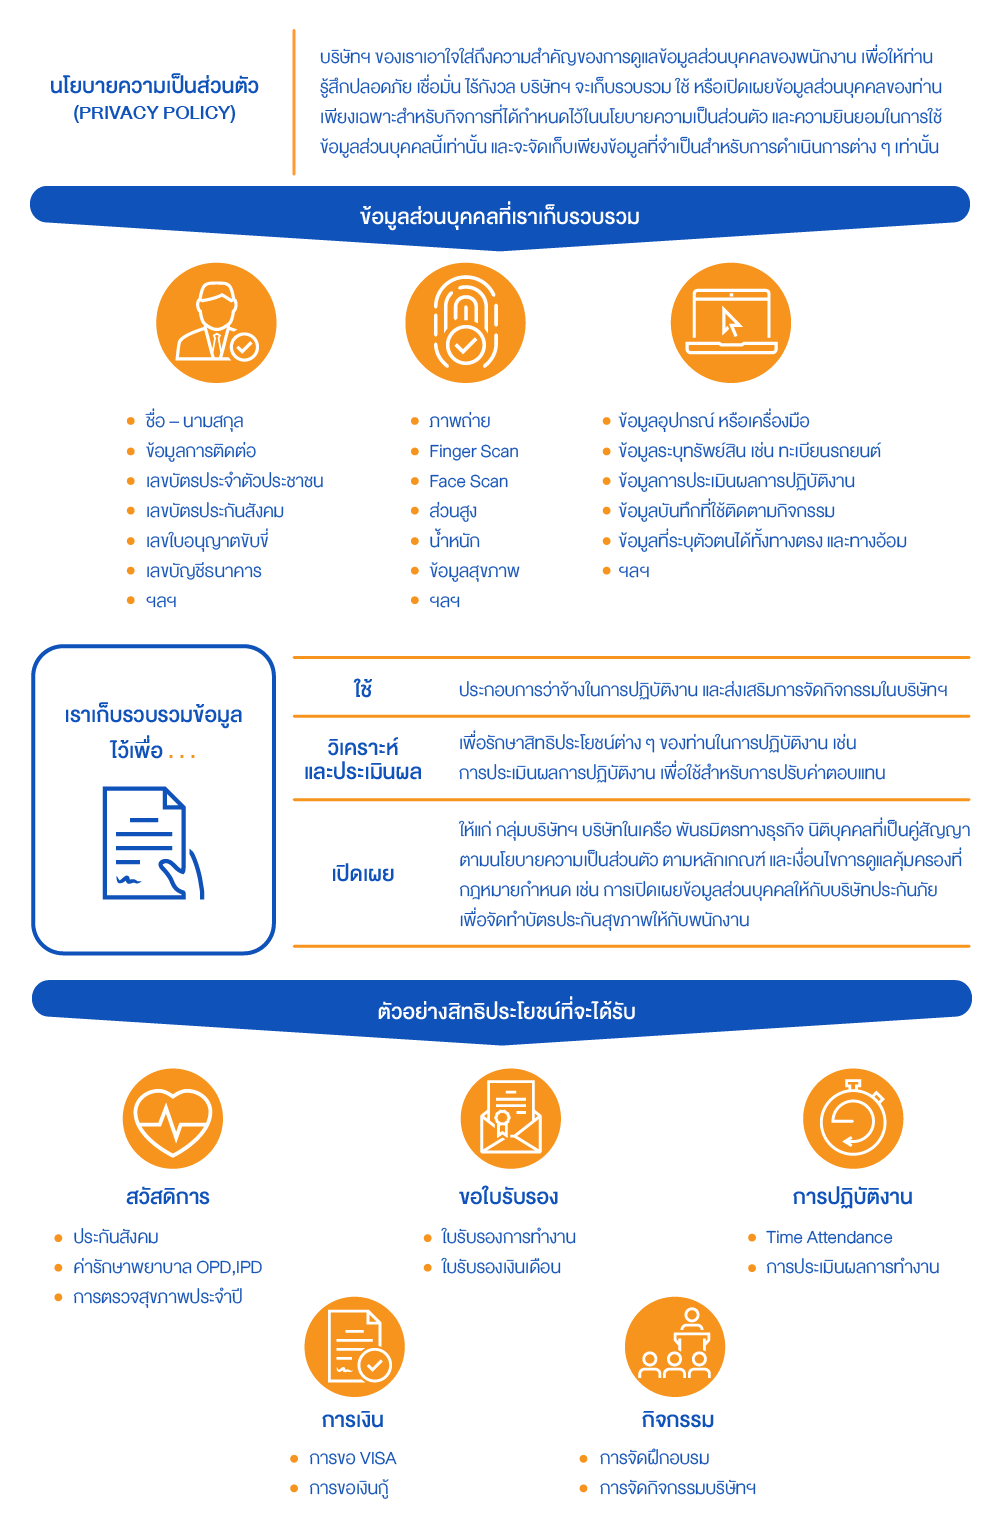 นโยบายความเป็นส่วนตัว
(PRIVACY POLICY)
บริษัทฯ ของเราเอาใจใส่ถึงความสำคัญของการดูแลข้อมูลส่วนบุคคลของพนักงาน เพื่อให้ท่าน
รู้สึกปลอดภัย เชื่อมั่น ไร้กังวล บริษัทฯ จะเก็บรวบรวม ใช้ หรือเปิดเผยข้อมูลส่วนบุคคลของท่าน
เพียงเฉพาะสำหรับกิจการที่ได้กำหนดไว้ในนโยบายความเป็นส่วนตัว และความยินยอมในการใช้
ข้อมูลส่วนบุคคลนี้เท่านั้น และจะจัดเก็บเพียงข้อมูลที่จำเป็นสำหรับการดำเนินการต่าง ๆ เท่านั้น
ข้อมูลส่วนบุคคลที่เราเก็บรวบรวม
ชื่อ – นามสกุล
ข้อมูลการติดต่อ
เลขบัตรประจำตัวประชาชน
เลขบัตรประกันสังคม
เลขใบอนุญาตขับขี่
เลขบัญชีธนาคาร
ฯลฯ
ภาพถ่าย
Finger Scan
Face Scan
ส่วนสูง
น้ำหนัก
ข้อมูลสุขภาพ
ฯลฯ
ข้อมูลอุปกรณ์ หรือเครื่องมือ
ข้อมูลระบุทรัพย์สิน เช่น ทะเบียนรถยนต์
ข้อมูลการประเมินผลการปฏิบัติงาน
ข้อมูลบันทึกที่ใช้ติดตามกิจกรรม
ข้อมูลที่ระบุตัวตนได้ทั้งทางตรง และทางอ้อม
ฯลฯ
เราเก็บรวบรวมข้อมูล
ไว้เพื่อ . . .
ใช้
ประกอบการว่าจ้างในการปฏิบัติงาน และส่งเสริมการจัดกิจกรรมในบริษัทฯ
วิเคราะห์
และประเมินผล
เพื่อรักษาสิทธิประโยชน์ต่าง ๆ ของท่านในการปฏิบัติงาน เช่น
การประเมินผลการปฏิบัติงาน เพื่อใช้สำหรับการปรับค่าตอบแทน
เปิดเผย
ให้แก่ กลุ่มบริษัทฯ บริษัทในเครือ พันธมิตรทางธุรกิจ นิติบุคคลที่เป็นคู่สัญญา
ตามนโยบายความเป็นส่วนตัว ตามหลักเกณฑ์ และเงื่อนไขการดูแลคุ้มครองที่
กฎหมายกำหนด เช่น การเปิดเผยข้อมูลส่วนบุคคลให้กับบริษัทประกันภัย
เพื่อจัดทำบัตรประกันสุขภาพให้กับพนักงาน
ตัวอย่างสิทธิประโยชน์ที่จะได้รับ
สวัสดิการ
ประกันสังคม
ค่ารักษาพยาบาล OPD,IPD
การตรวจสุขภาพประจำปี
ขอใบรับรอง
ใบรับรองการทำงาน
ใบรับรองเงินเดือน
การปฏิบัติงาน
Time Attendance
การประเมินผลการทำงาน
การเงิน
การขอ VISA
การขอเงินกู้
กิจกรรม
การจัดฝึกอบรม
การจัดกิจกรรมบริษัทฯ